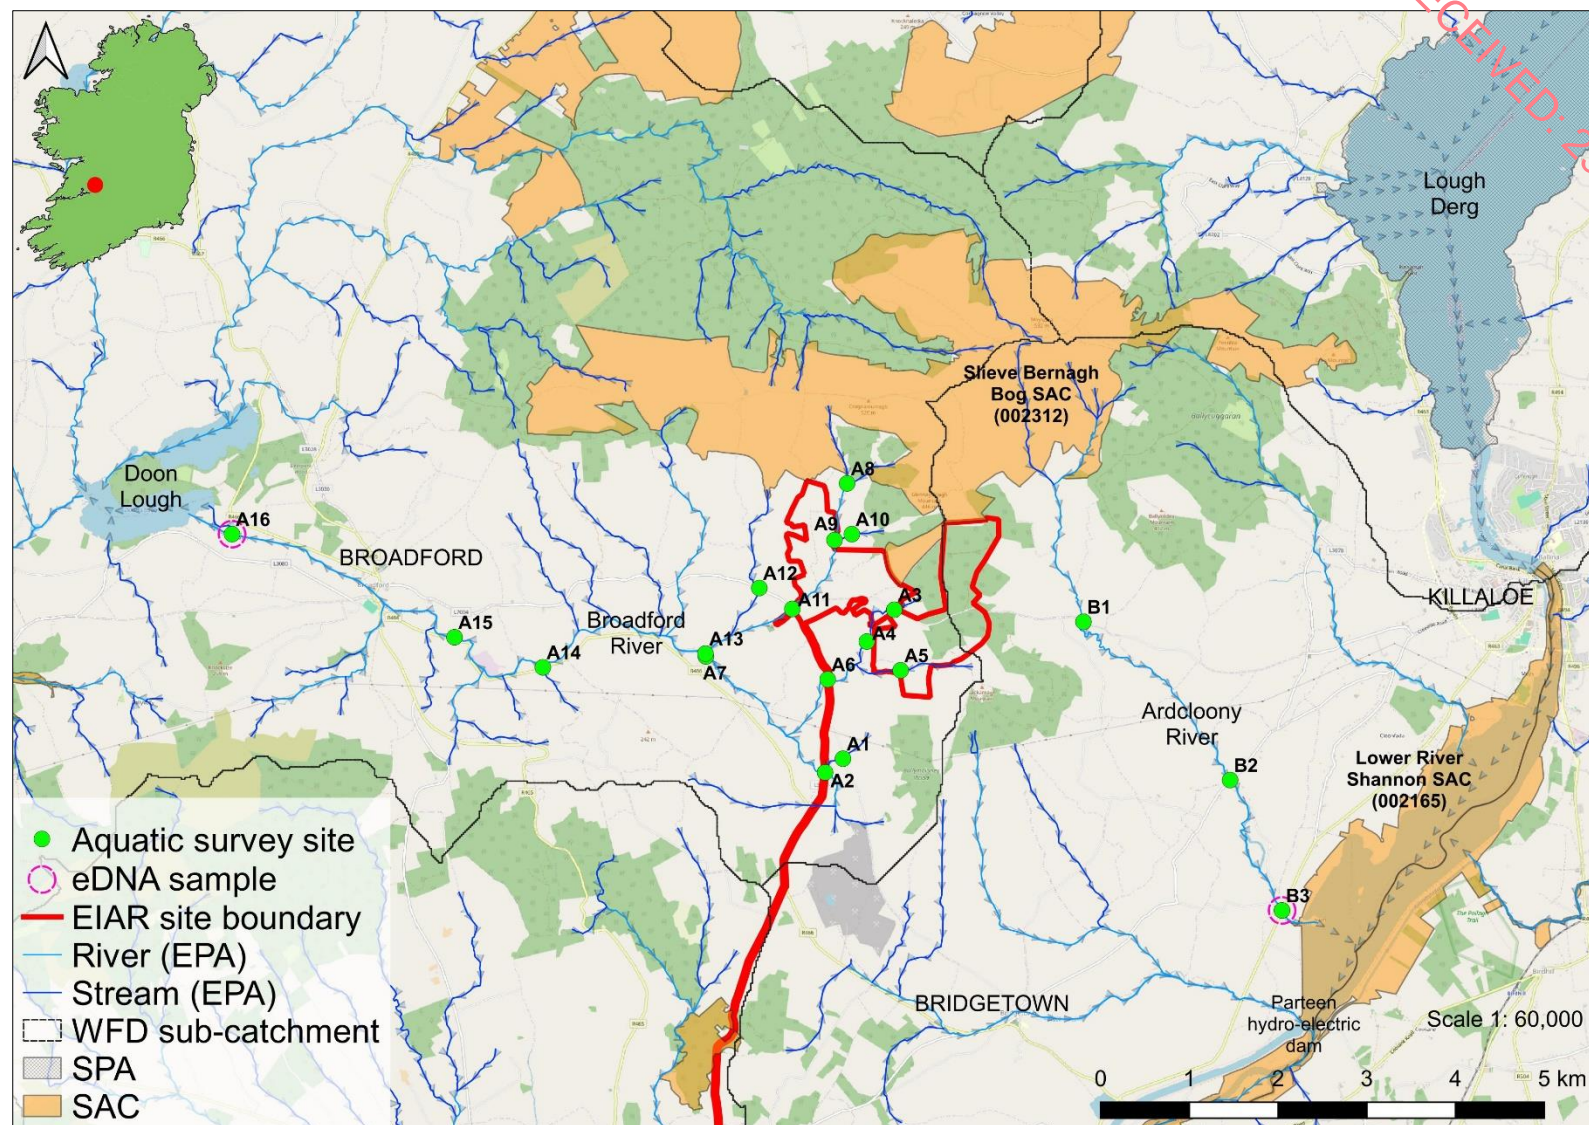 RECEIVED: 2
Lough
Derg
Slieve Bernagh
Bog SAC
(002312)
Doon
Lough
A16
BROADFORD
A8
A9
A10
A12
A11
A3
A4
KILLALOE
B1
Broadford
River
A15
A14
A13
A7
A6
A5
Ardcloony
River
B2
A1
A2
Lower River
Shannon SAC
(002165)
B3
BRIDGETOWN
Parteen
hydro-electric
dam
Scale 1: 60,000
Aquatic survey site
eDNA sample
EIAR site boundary
River (EPA)
Stream (EPA)
WFD sub-catchment
SPA
SAC
0 1 2 3 4 5 km